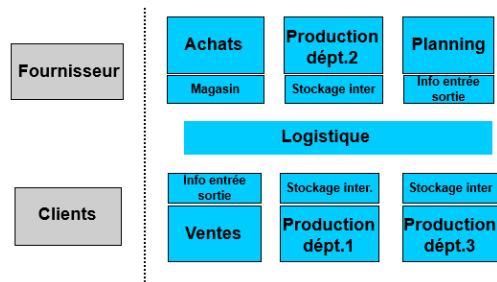 Fournisseur
Achats
Magasin
Production
dépt.2
Stockage inter
Planning
Info entrée
sortie
Logistique
Clients
Info entrée
sortie
Ventes
Stockage inter.
Production
dépt.1
Stockage inter
Production
dépt.3